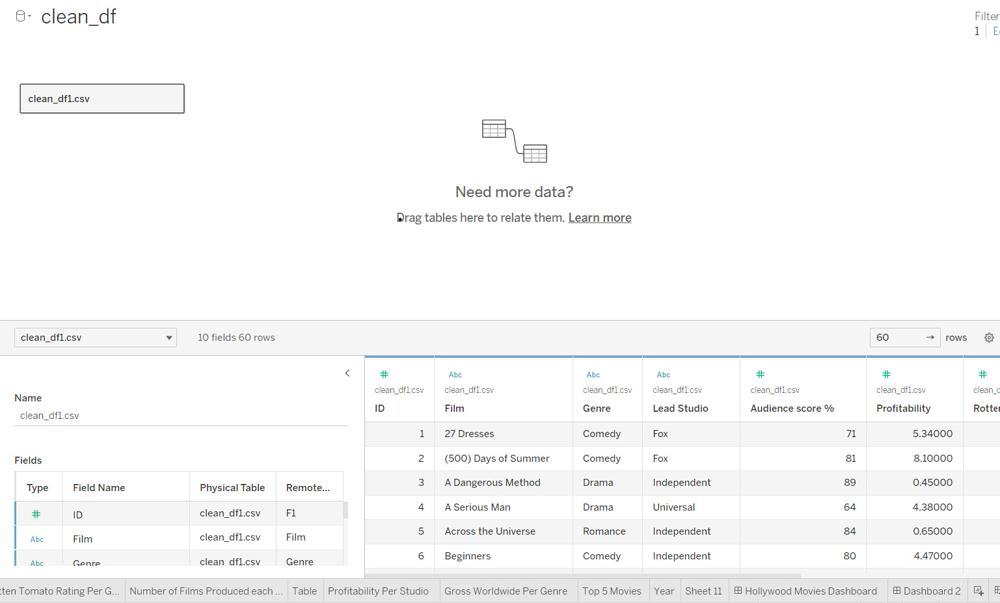 clean_df
Filter
1
clean_df1.csv
Need more data?
Drag tables here to relate them. Learn more
clean_df1.csv 10 fields 60 rows 60 → rows
Name
clean_df1.csv
Fields
Type Field Name Physical Table Remote...
# ID clean_df1.csv F1
Abc Film clean_df1.csv Film
Abc Genre clean_df1.csv Genre
# Abc Abc Abc # # #
clean_df1.csv clean_df1.csv clean_df1.csv clean_df1.csv clean_df1.csv clean_df1.csv clean_d
ID Film Genre Lead Studio Audience score % Profitability Rotter
1 27 Dresses Comedy Fox 71 5.34000
2 (500) Days of Summer Comedy Fox 81 8.10000
3 A Dangerous Method Drama Independent 89 0.45000
4 A Serious Man Drama Universal 64 4.38000
5 Across the Universe Romance Independent 84 0.65000
6 Beginners Comedy Independent 80 4.47000
tten Tomato Rating Per G... Number of Films Produced each ... Table Profitability Per Studio Gross Worldwide Per Genre Top 5 Movies Year Sheet 11 Hollywood Movies Dashboard Dashboard 2